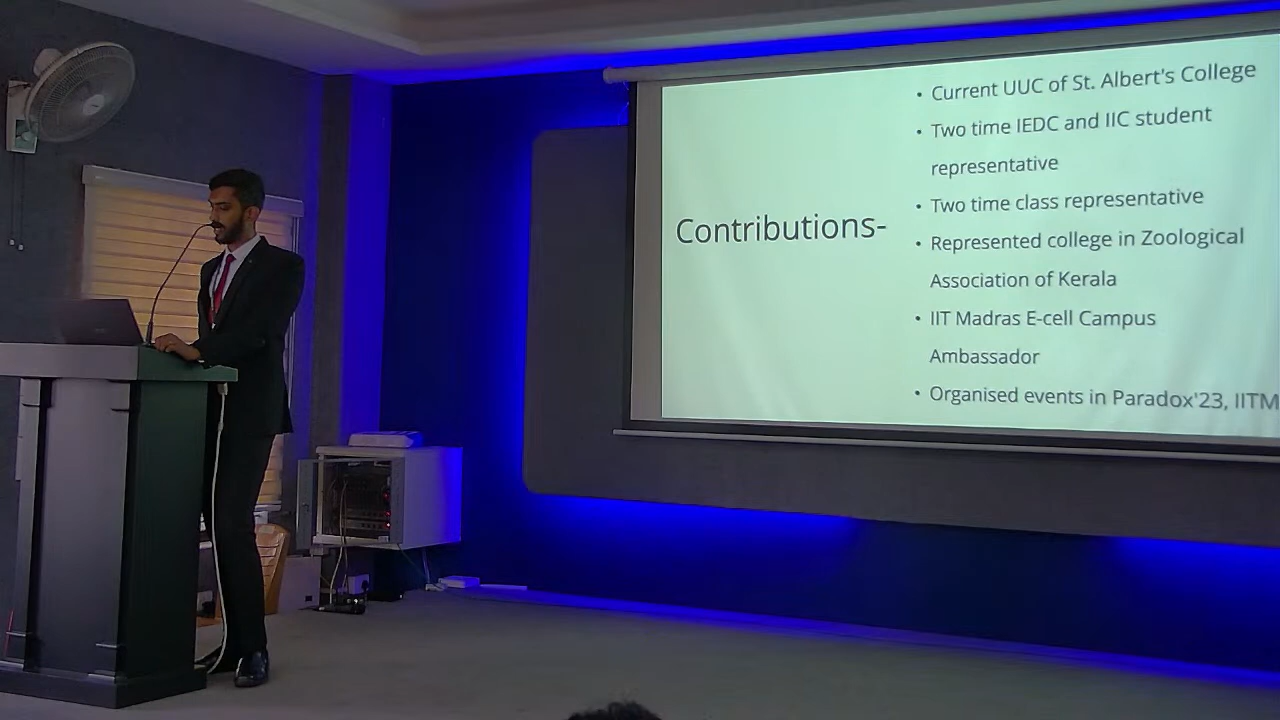 Contributions-
• Current UUC of St. Albert's College
• Two time IEDC and IIC student
representative
• Two time class representative
• Represented college in Zoological
Association of Kerala
• IIT Madras E-cell Campus
Ambassador
• Organised events in Paradox'23, IITM